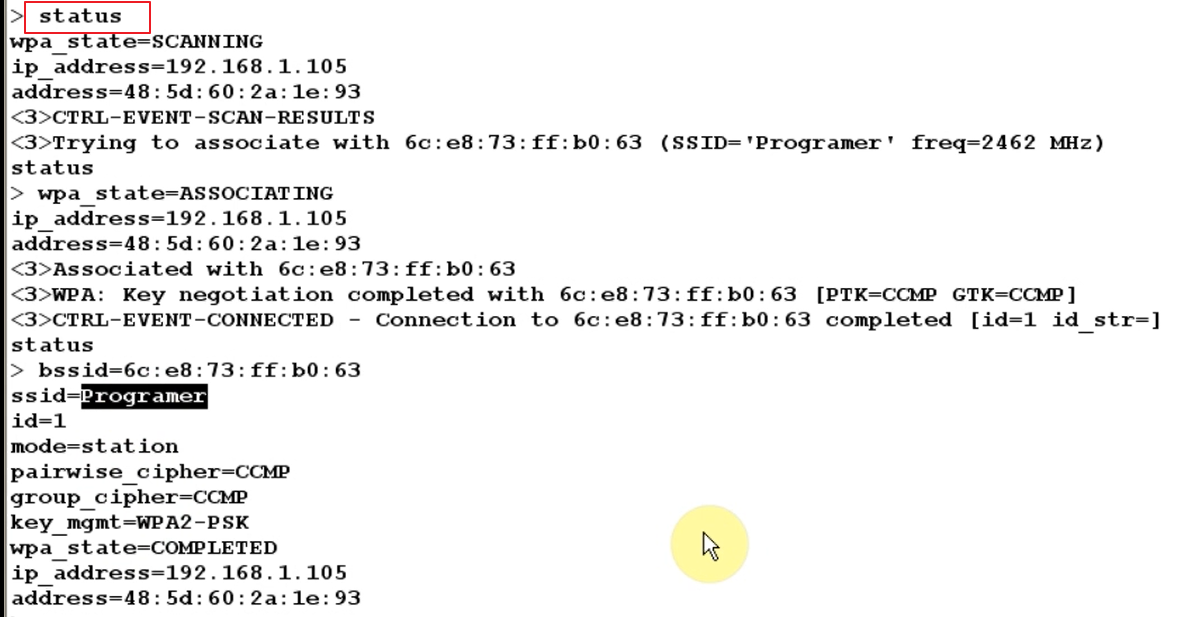 > status
wpa_state=SCANNING
ip_address=192.168.1.105
address=48:5d:60:2a:1e:93
<3>CTRL-EVENT-SCAN-RESULTS
<3>Trying to associate with 6c:e8:73:ff:b0:63 (SSID='Programer' freq=2462 MHz)
status
> wpa_state=ASSOCIATING
ip_address=192.168.1.105
address=48:5d:60:2a:1e:93
<3>Associated with 6c:e8:73:ff:b0:63
<3>WPA: Key negotiation completed with 6c:e8:73:ff:b0:63 [PTK=CCMP GTK=CCMP]
<3>CTRL-EVENT-CONNECTED - Connection to 6c:e8:73:ff:b0:63 completed [id=1 id_str=]
status
> bssid=6c:e8:73:ff:b0:63
ssid=Programer
id=1
mode=station
pairwise_cipher=CCMP
group_cipher=CCMP
key_mgmt=WPA2-PSK
wpa_state=COMPLETED
ip_address=192.168.1.105
address=48:5d:60:2a:1e:93